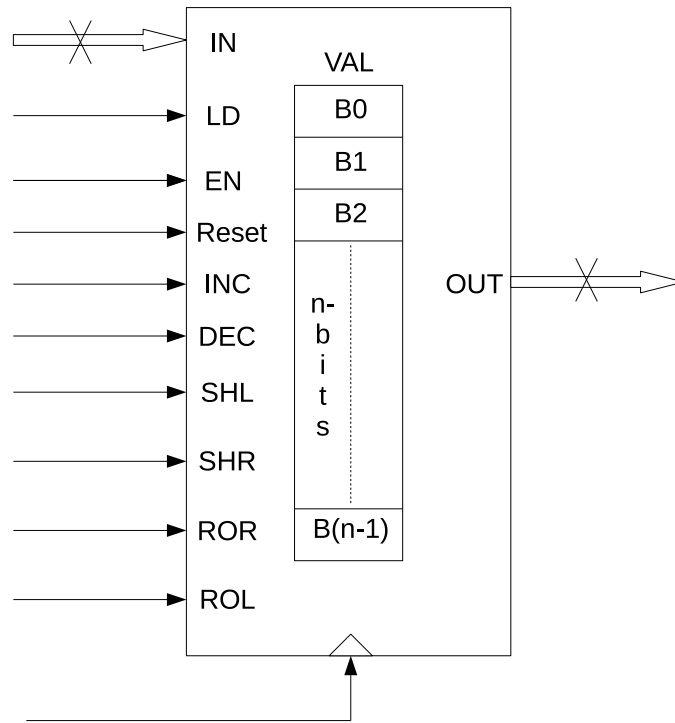 IN
VAL
LD
B0
B1
EN
B2
Reset
INC
OUT
n-
b
i
t
s
DEC
SHL
SHR
ROR
B(n-1)
ROL